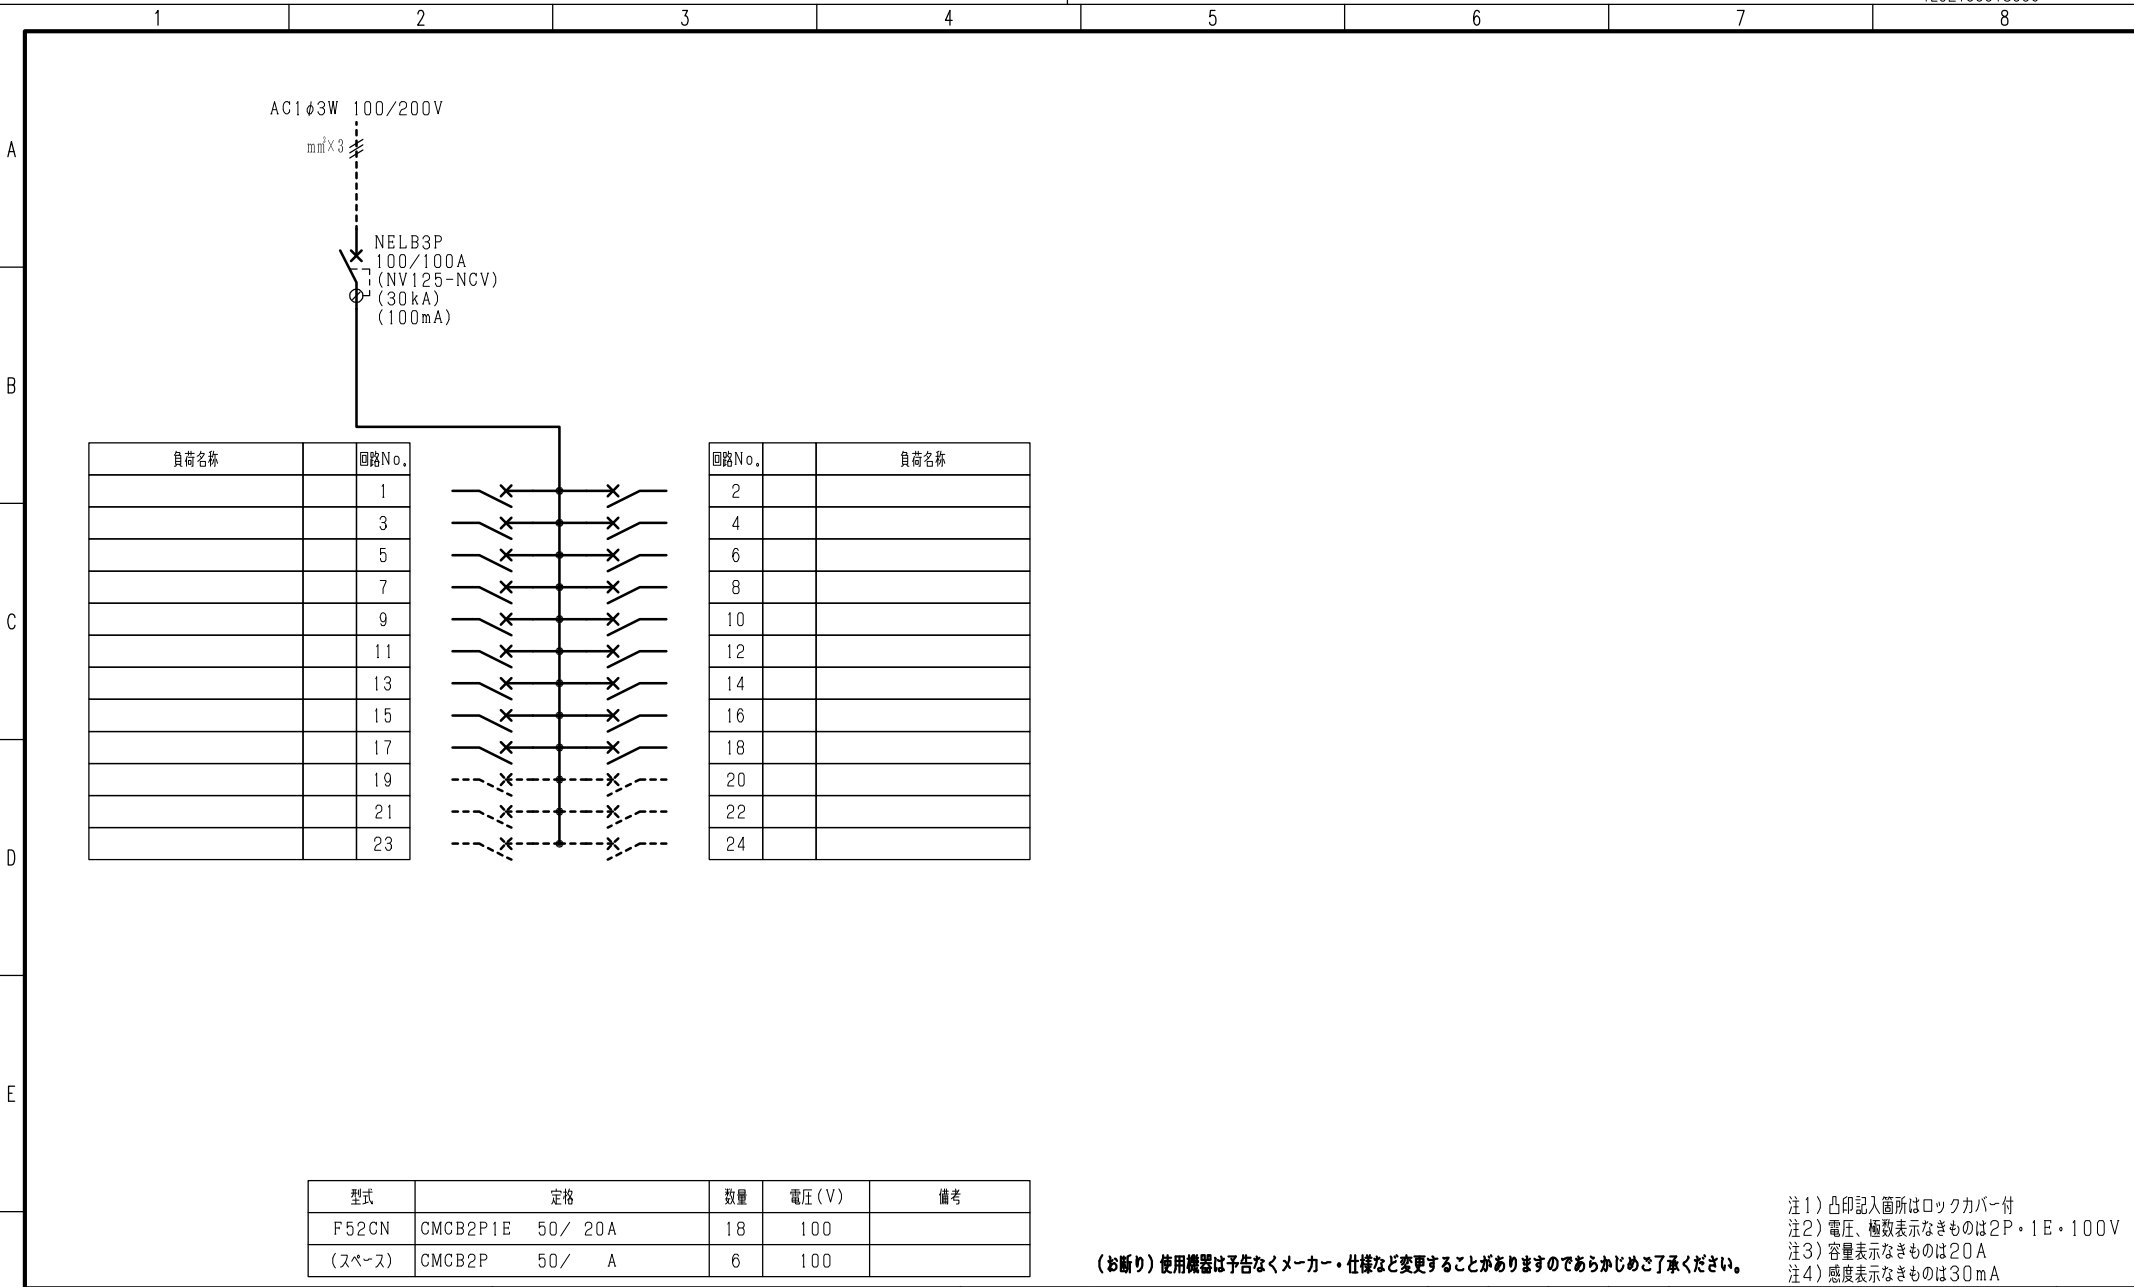 1 2 3 4 5 6 7 8
A
B
C
D
E
AC1φ3W 100/200V
mm²×3
NELB3P
100/100A
(NV125-NCV)
(30kA)
(100mA)
負荷名称 回路No. 回路No. 負荷名称
1 2
3 4
5 6
7 8
9 10
11 12
13 14
15 16
17 18
19 20
21 22
23 24
型式 定格 数量 電圧(V) 備考
F52CN CMCB2P1E 50/ 20A 18 100
(スペース) CMCB2P 50/ A 6 100
(お断り)使用機器は予告なくメーカー・仕様など変更することがありますのであらかじめご了承ください。
注1)凸印記入箇所はロックカバー付
注2)電圧、極数表示なきものは2P・1E・100V
注3)容量表示なきものは20A
注4)感度表示なきものは30mA